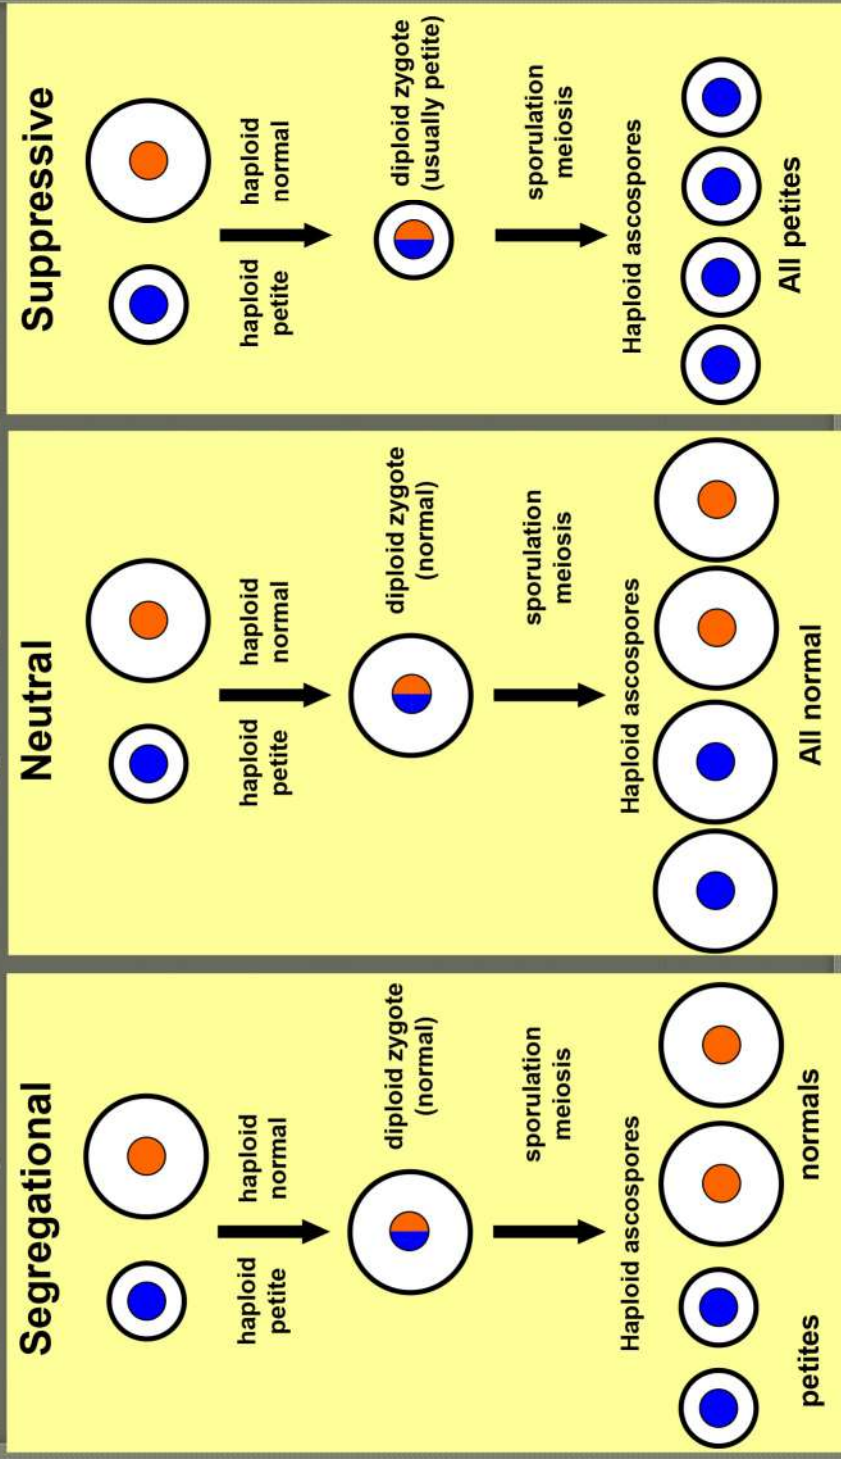 Segregational
haploid
petite
haploid
normal
diploid zygote
(normal)
sporulation
meiosis
Haploid ascospores
petites
normals
Neutral
haploid
petite
haploid
normal
diploid zygote
(normal)
sporulation
meiosis
Haploid ascospores
All normal
Suppressive
haploid
petite
haploid
normal
diploid zygote
(usually petite)
sporulation
meiosis
Haploid ascospores
All petites